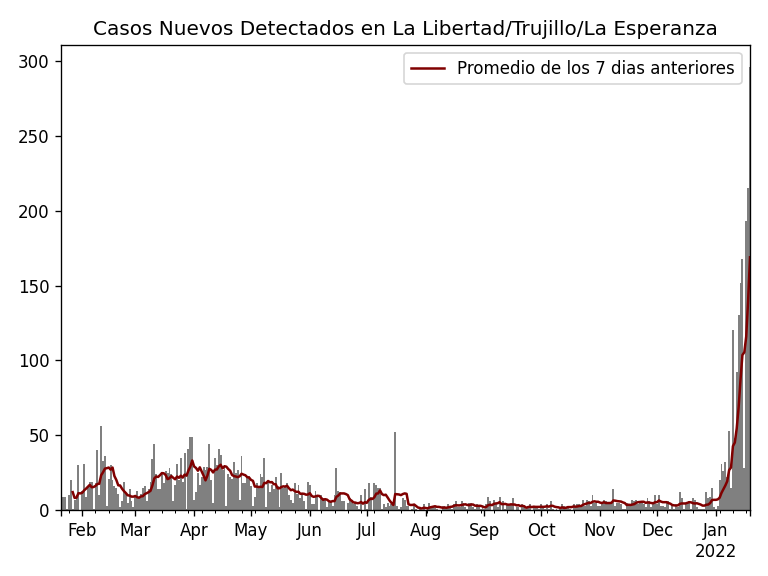 Casos Nuevos Detectados en La Libertad/Trujillo/La Esperanza
Promedio de los 7 dias anteriores
300
250
200
150
100
50
0
Feb Mar Apr May Jun Jul Aug Sep Oct Nov Dec Jan
2022